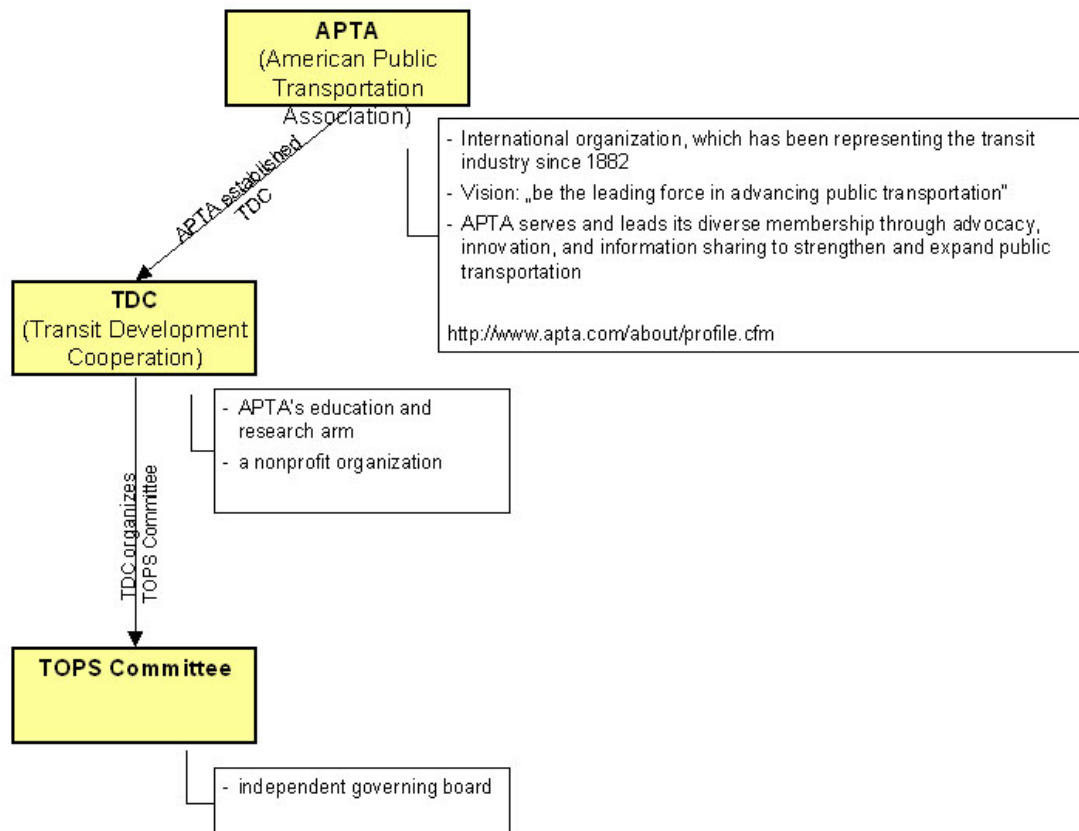 APTA
(American Public
Transportation
Association)
APTA established
TDC
- International organization, which has been representing the transit
industry since 1882
- Vision: „be the leading force in advancing public transportation"
- APTA serves and leads its diverse membership through advocacy,
innovation, and information sharing to strengthen and expand public
transportation
http://www.apta.com/about/profile.cfm
TDC
(Transit Development
Cooperation)
- APTA's education and
research arm
- a nonprofit organization
TDC organizes
TOPS Committee
TOPS Committee
- independent governing board